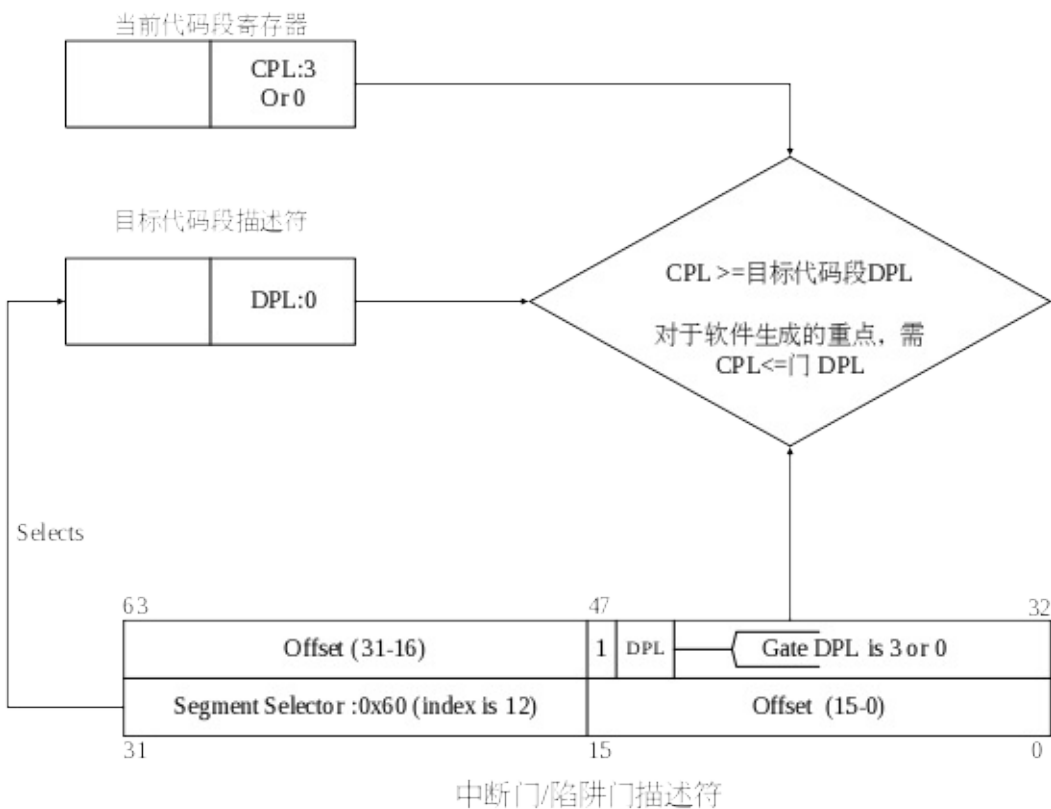 当前代码段寄存器
CPL:3
Or 0
目标代码段描述符
DPL:0
CPL >=目标代码段DPL
对于软件生成的重点，需
CPL<=门 DPL
Selects
63
47
32
Offset (31-16)
1
DPL
Gate DPL is 3 or 0
Segment Selector :0x60 (index is 12)
Offset (15-0)
31
15
0
中断门/陷阱门描述符